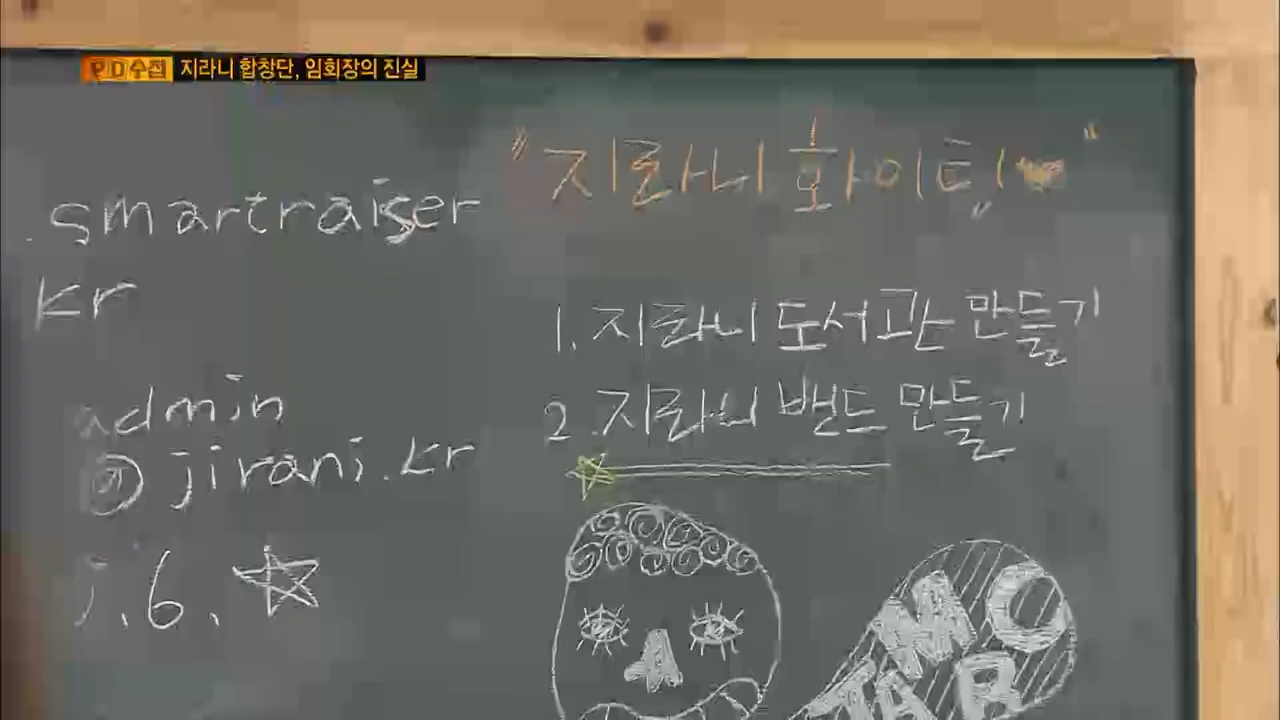 PD수첩 지라니 합창단, 임회장의 진실
"지라니 화이팅"
.smartraiser
kr
admin
@jirani.kr
j.6.
1. 지라니 도서관 만들기
2. 지라니 밴드 만들기